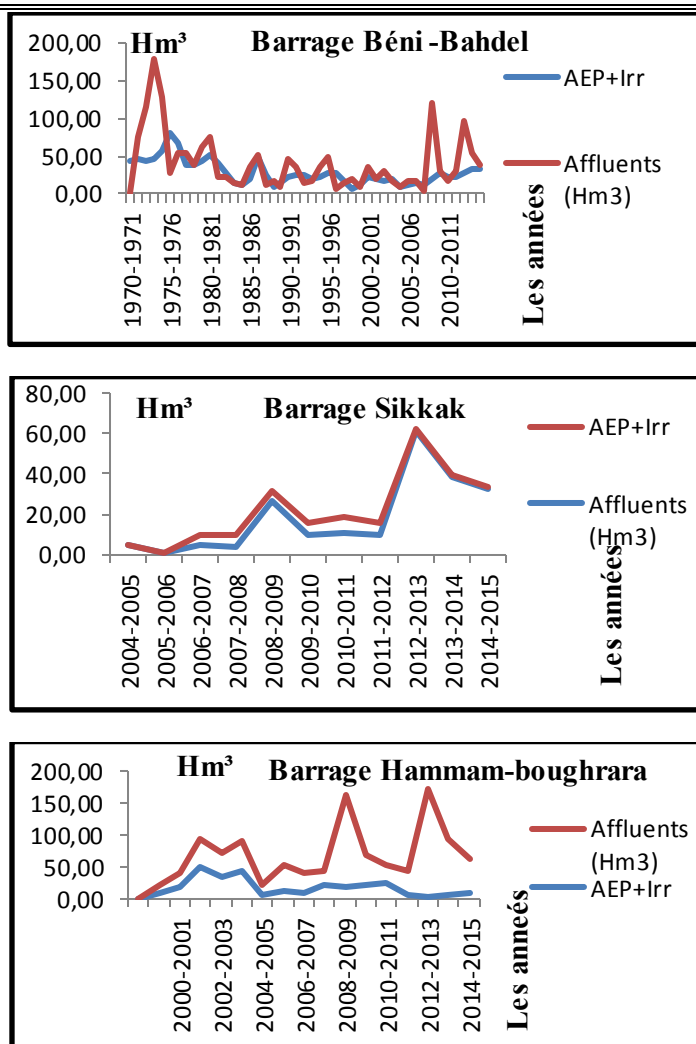 Hm³ Barrage Béni -Bahdel
200,00
150,00
100,00
50,00
0,00
1970-1971
1975-1976
1980-1981
1985-1986
1990-1991
1995-1996
2000-2001
2005-2006
2010-2011
Les années
AEP+Irr
Affluents
(Hm3)
Hm³ Barrage Sikkak
80,00
60,00
40,00
20,00
0,00
2004-2005
2005-2006
2006-2007
2007-2008
2008-2009
2009-2010
2010-2011
2011-2012
2012-2013
2013-2014
2014-2015
Les années
AEP+Irr
Affluents
(Hm3)
Hm³ Barrage Hammam-boughrara
200,00
150,00
100,00
50,00
0,00
2000-2001
2002-2003
2004-2005
2006-2007
2008-2009
2010-2011
2012-2013
2014-2015
Les anneés
Affluents
(Hm3)
AEP+Irr